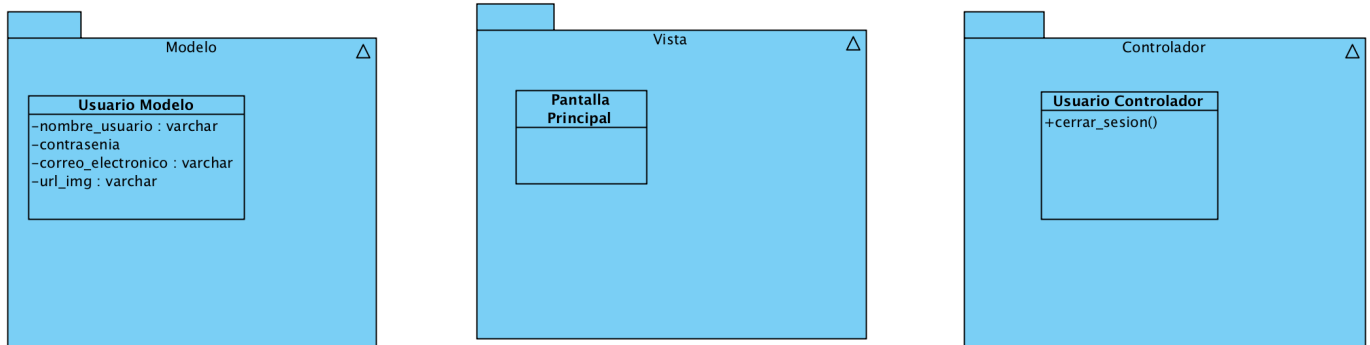 Modelo
Usuario Modelo
-nombre_usuario : varchar
-contrasenia
-correo_electronico : varchar
-url_img : varchar
Vista
Pantalla
Principal
Controlador
Usuario Controlador
+cerrar_sesion()